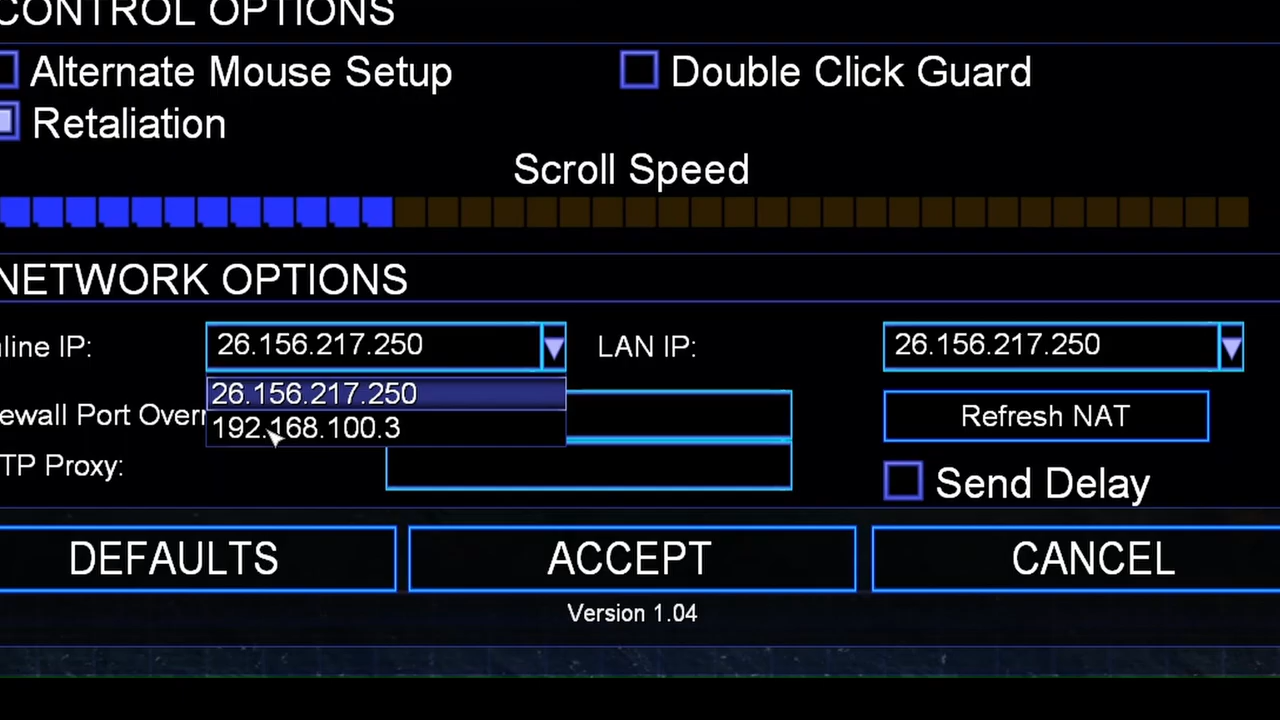 CONTROL OPTIONS
Alternate Mouse Setup
Double Click Guard
Retaliation
Scroll Speed
NETWORK OPTIONS
line IP:
26.156.217.250
LAN IP:
26.156.217.250
26.156.217.250
ewall Port Overr
Refresh NAT
192.168.100.3
TP Proxy:
Send Delay
DEFAULTS
ACCEPT
CANCEL
Version 1.04